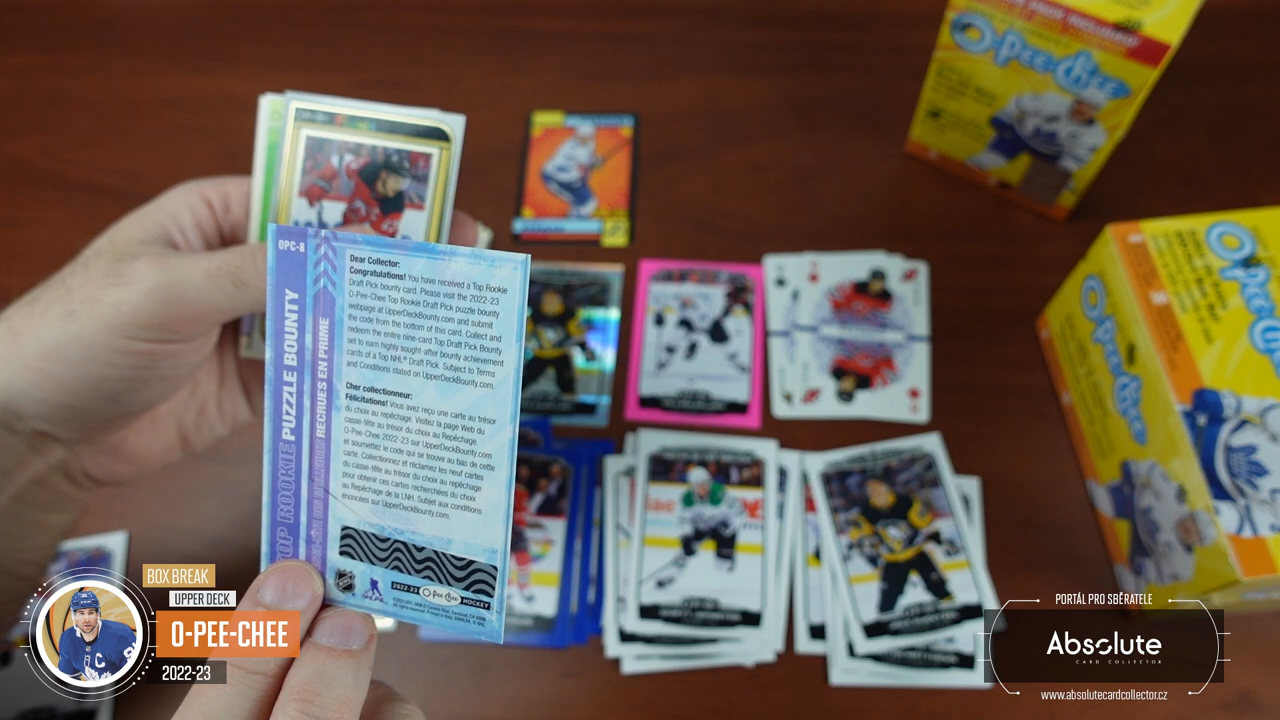 O-Pee-Chee
O-Pee-Chee
O-Pee-Chee
OPC-8
TOP ROOKIE PUZZLE BOUNTY
RECRUES EN PRIME
Dear Collector:
Congratulations! You have received a Top Rookie
Draft Pick bounty card. Please visit the 2022-23
O-Pee-Chee Top Rookie Draft Pick puzzle bounty
webpage at UpperDeckBounty.com and submit
the code from the bottom of this card. Collect and
redeem the entire nine-card Top Draft Pick Bounty
set to earn highly sought-after bounty achievement
cards of a Top NHL® Draft Pick. Subject to Terms
and Conditions stated on UpperDeckBounty.com.
Cher collectionneur:
Félicitations! Vous avez reçu une carte au trésor
du choix au repêchage. Visitez la page Web du
casse-tête au trésor du choix au Repêchage
O-Pee-Chee 2022-23 sur UpperDeckBounty.com
et soumettez le code qui se trouve au bas de cette
carte. Collectionnez et réclamez les neuf cartes
du casse-tête au trésor du choix au repêchage
pour obtenir ces cartes recherchées du choix
au Repêchage de la LNH. Sujet aux conditions
énoncées sur UpperDeckBounty.com.
NHLPA
2022-23 O-Pee-Chee HOCKEY
BOX BREAK
UPPER DECK
O-PEE-CHEE
2022-23
PORTÁL PRO SBĚRATELE
Absolute
CARD COLLECTOR
www.absolutecardcollector.cz